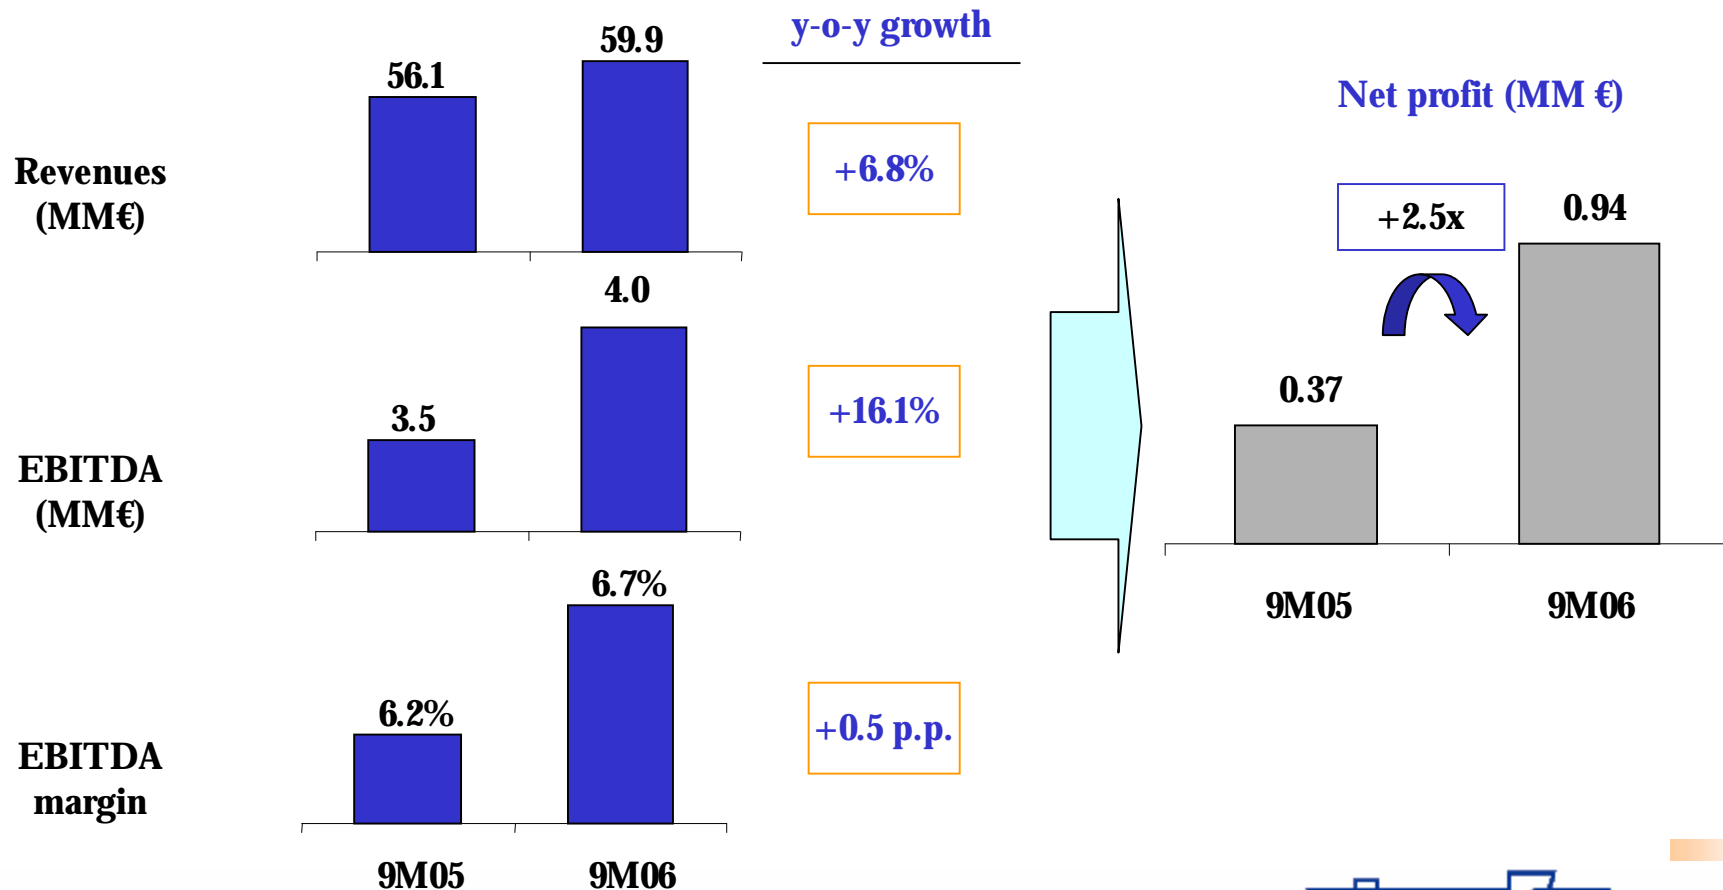 y-o-y growth
59.9
56.1
Revenues
(MM€)
+6.8%
4.0
3.5
EBITDA
(MM€)
+16.1%
6.7%
6.2%
EBITDA
margin
+0.5 p.p.
9M05
9M06
Net profit (MM €)
+2.5x
0.94
0.37
9M05
9M06